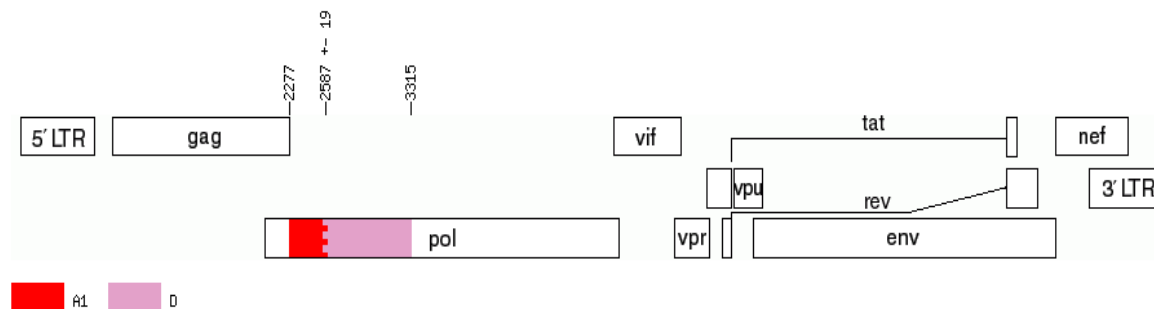 2277
2587 +- 19
3315
5′ LTR
gag
vif
tat
nef
vpu
rev
3′ LTR
pol
vpr
env
A1
D